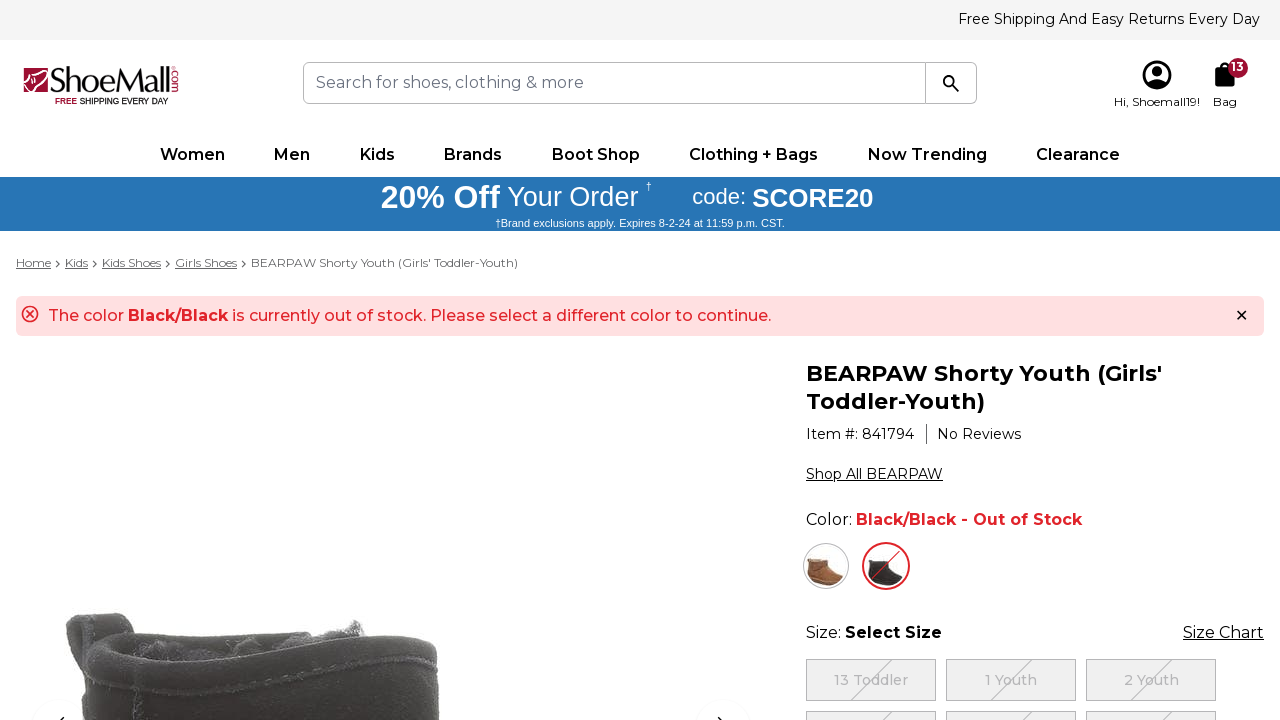 Free Shipping And Easy Returns Every Day
ShoeMall.com
FREE SHIPPING EVERY DAY
Search for shoes, clothing & more
Hi, Shoemall19!
13
Bag
Women Men Kids Brands Boot Shop Clothing + Bags Now Trending Clearance
20% Off Your Order † code: SCORE20
†Brand exclusions apply. Expires 8-2-24 at 11:59 p.m. CST.
Home > Kids > Kids Shoes > Girls Shoes > BEARPAW Shorty Youth (Girls' Toddler-Youth)
The color Black/Black is currently out of stock. Please select a different color to continue.
BEARPAW Shorty Youth (Girls'
Toddler-Youth)
Item #: 841794 | No Reviews
Shop All BEARPAW
Color: Black/Black - Out of Stock
Size: Select Size Size Chart
13 Toddler 1 Youth 2 Youth